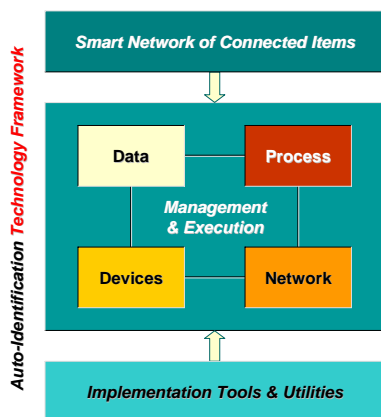 Auto-Identification Technology Framework
Smart Network of Connected Items
Data
Process
Management
& Execution
Devices
Network
Implementation Tools & Utilities